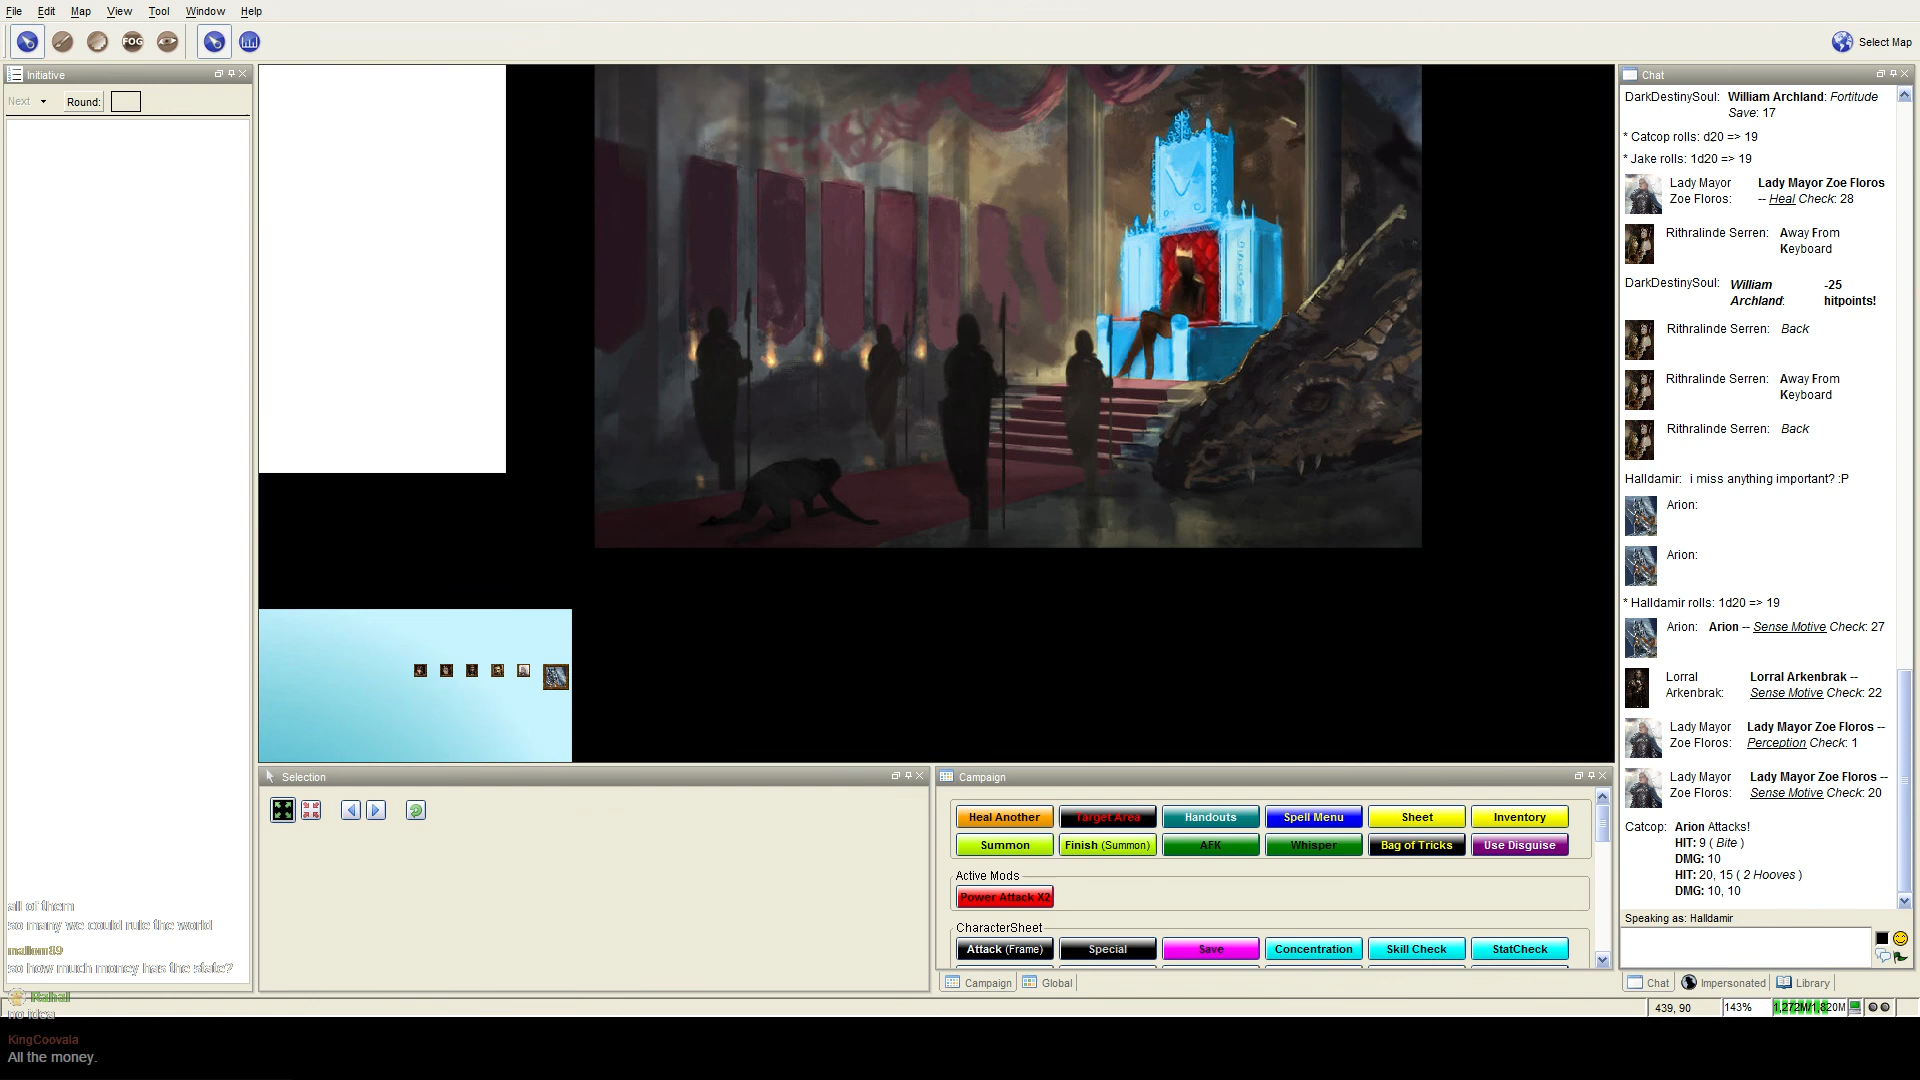 File Edit Map View Tool Window Help
FOG
Select Map
Initiative
Next Round:
all of them
so many we could rule the world
mallum89
so how much money has the state?
Rahall
no idea
KingCoovala
All the money.
Selection
Campaign
Heal Another Target Area Handouts Spell Menu Sheet Inventory
Summon Finish (Summon) AFK Whisper Bag of Tricks Use Disguise
Active Mods
Power Attack X2
CharacterSheet
Attack (Frame) Special Save Concentration Skill Check StatCheck
Campaign Global
Chat
DarkDestinySoul: William Archland: Fortitude
Save: 17
* Catcop rolls: d20 => 19
* Jake rolls: 1d20 => 19
Lady Mayor Lady Mayor Zoe Floros
Zoe Floros: -- Heal Check: 28
Rithralinde Serren: Away From
Keyboard
DarkDestinySoul: William -25
Archland: hitpoints!
Rithralinde Serren: Back
Rithralinde Serren: Away From
Keyboard
Rithralinde Serren: Back
Halldamir: i miss anything important? :P
Arion:
Arion:
* Halldamir rolls: 1d20 => 19
Arion: Arion -- Sense Motive Check: 27
Lorral Lorral Arkenbrak --
Arkenbrak: Sense Motive Check: 22
Lady Mayor Lady Mayor Zoe Floros --
Zoe Floros: Perception Check: 1
Lady Mayor Lady Mayor Zoe Floros --
Zoe Floros: Sense Motive Check: 20
Catcop: Arion Attacks!
HIT: 9 ( Bite )
DMG: 10
HIT: 20, 15 ( 2 Hooves )
DMG: 10, 10
Speaking as: Halldamir
Chat Impersonated Library
439, 90 143% 1,272M/1,820M